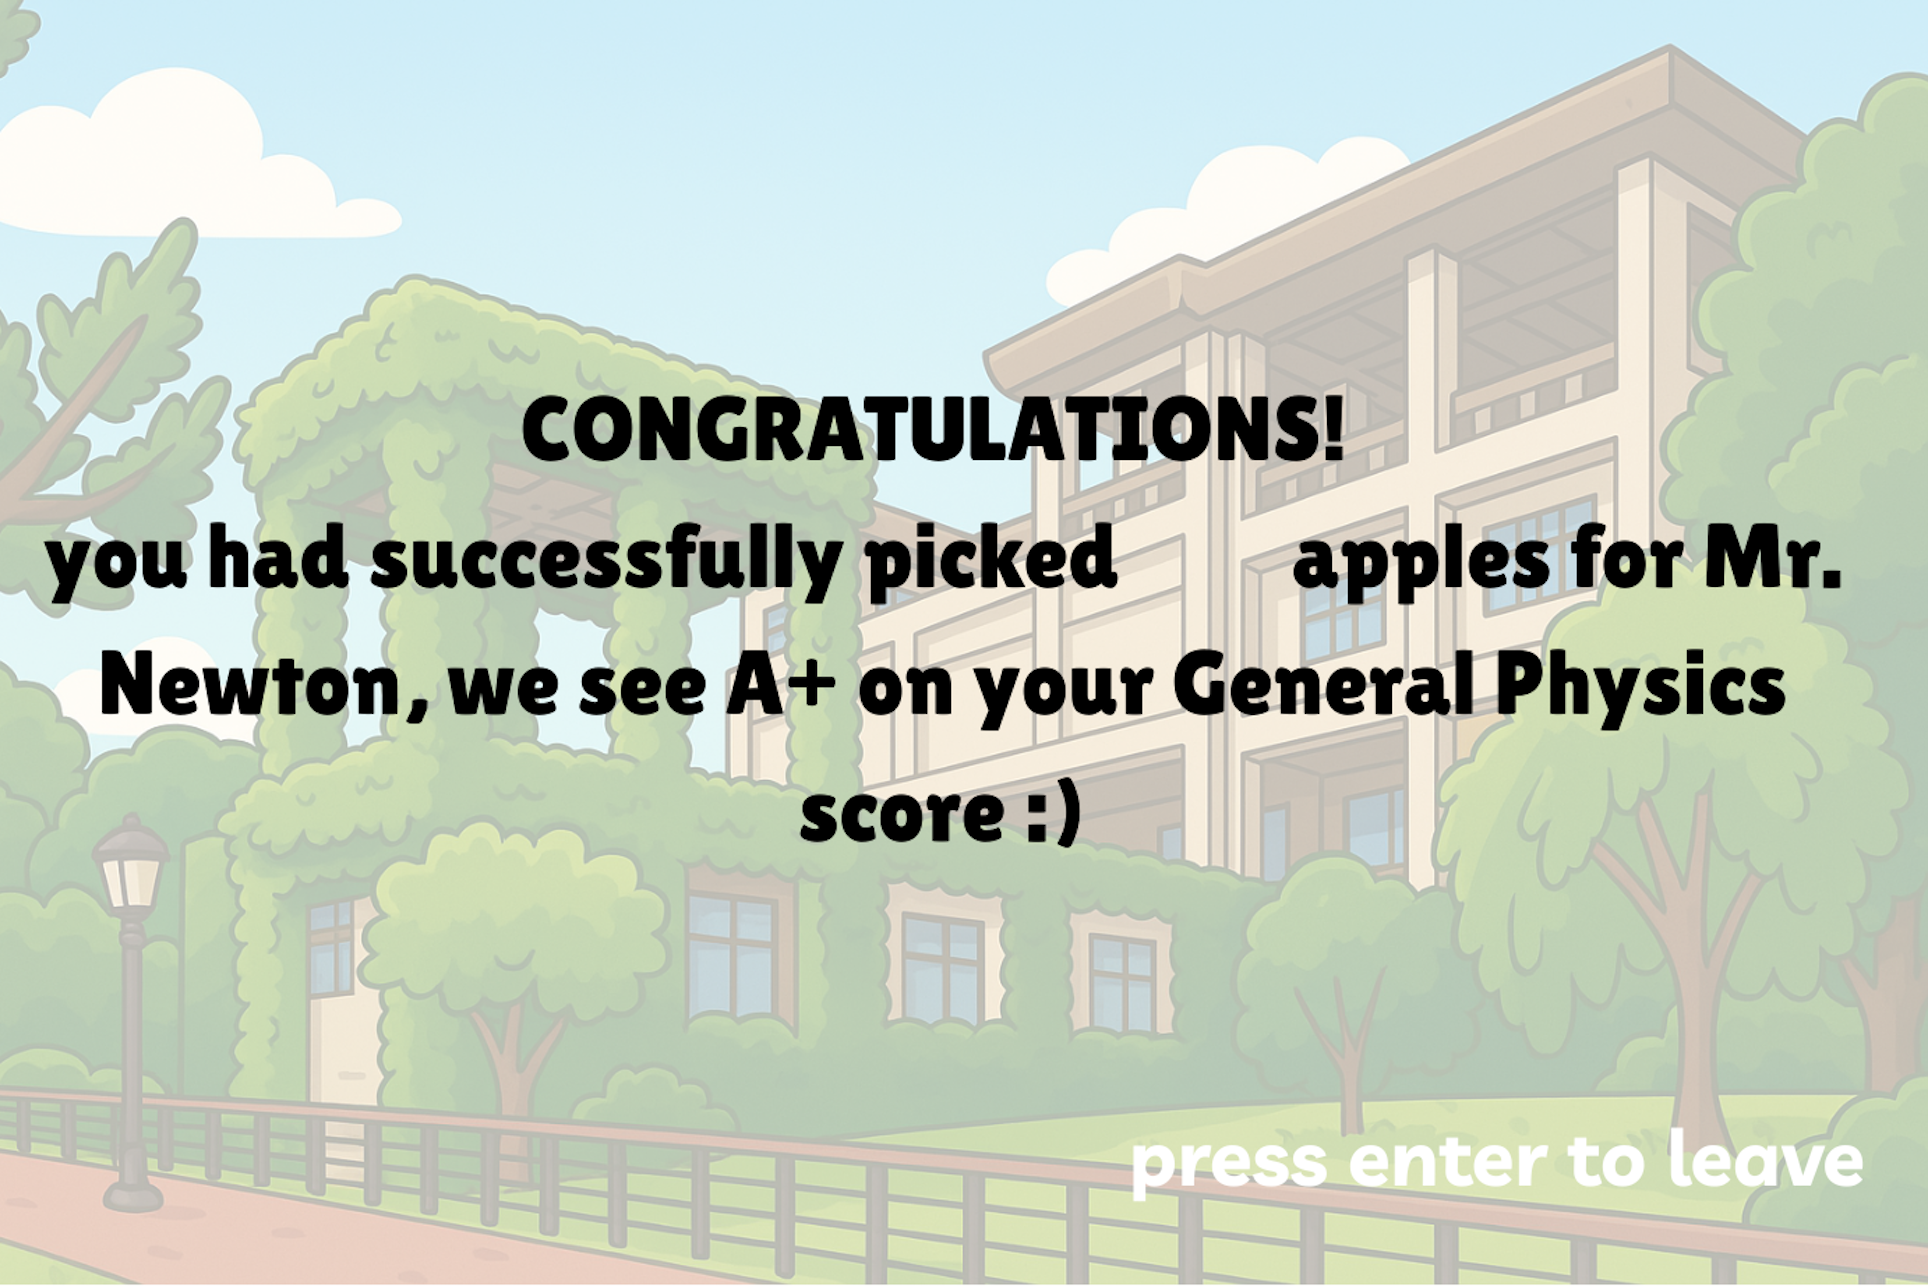 CONGRATULATIONS!
you had successfully picked apples for Mr.
Newton, we see A+ on your General Physics
score :)
press enter to leave